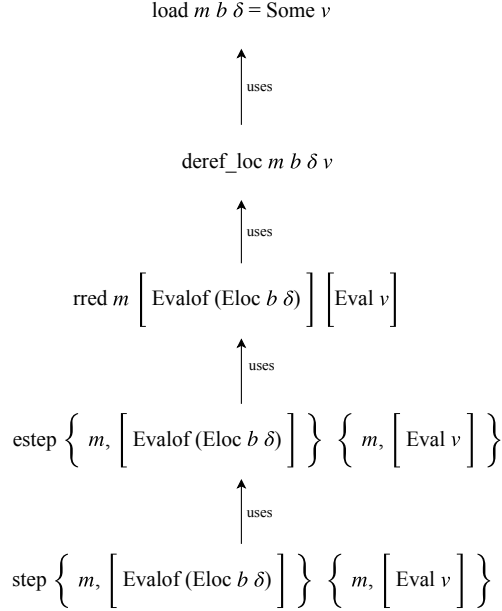 load m b δ = Some v
uses
deref_loc m b δ v
uses
rred m [ Evalof (Eloc b δ) ] [Eval v]
uses
estep { m, [ Evalof (Eloc b δ) ] } { m, [ Eval v ] }
uses
step { m, [ Evalof (Eloc b δ) ] } { m, [ Eval v ] }